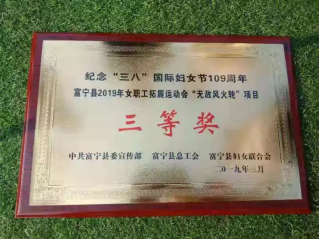 纪念“三八”国际妇女节109周年
富宁县2019年女职工拓展运动会“无敌风火轮”项目
三等奖
中共富宁县委宣传部 富宁县总工会 富宁县妇女联合会
二〇一九年三月